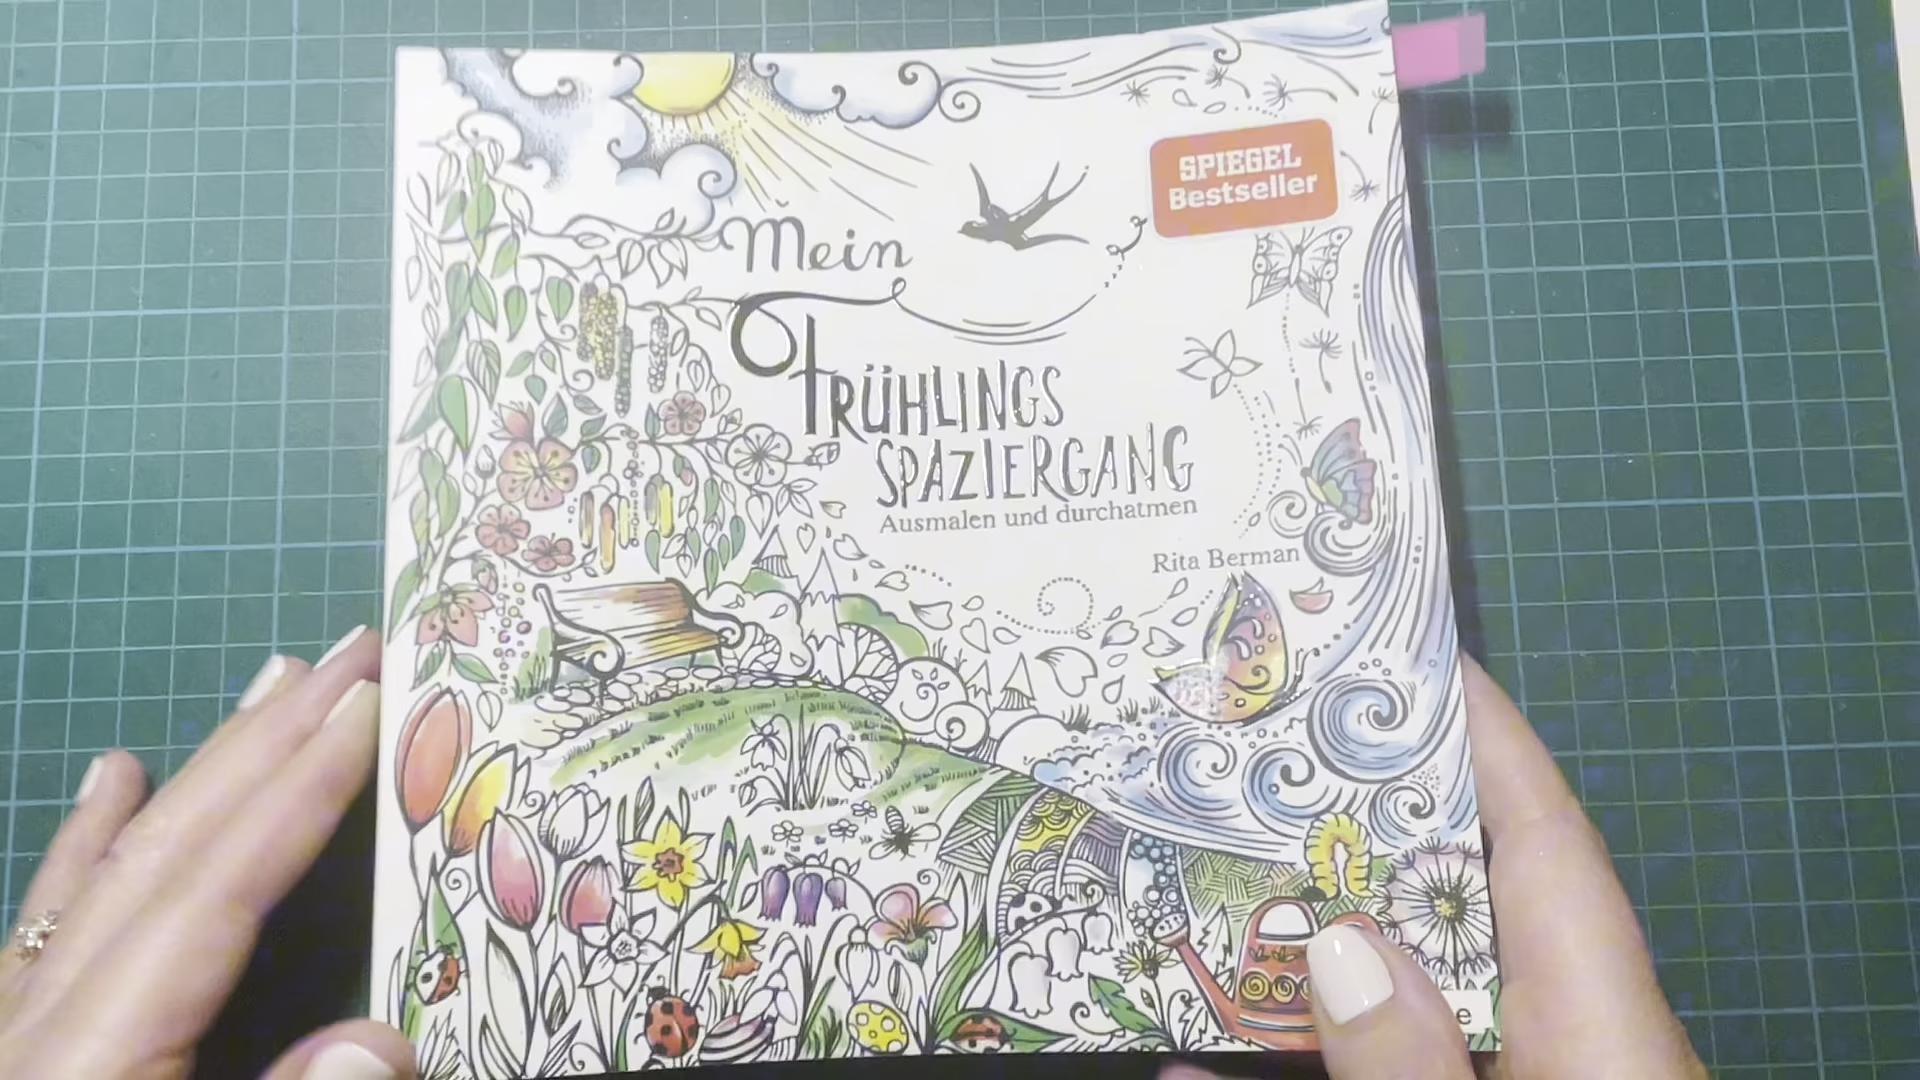 SPIEGEL
Bestseller
Mein
FRÜHLINGS
SPAZIERGANG
Ausmalen und durchatmen
Rita Berman